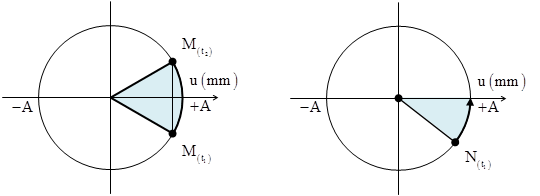 M(t₂)
u (mm)
−A
+A
M(t₁)
u (mm)
−A
+A
N(t₁)